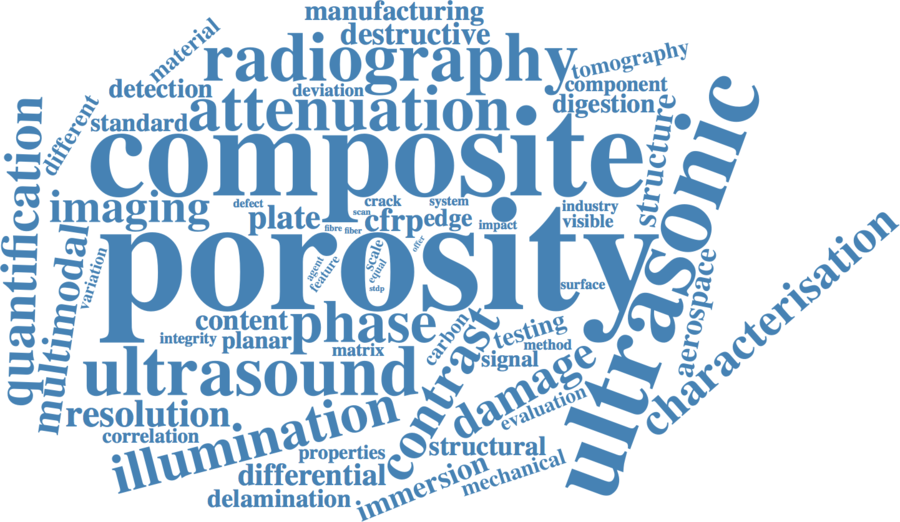 manufacturing
destructive
material
radiography
tomography
detection
deviation
component
attenuation
digestion
standard
different
composite
structure
ultrasonic
quantification
imaging
defect
plate
crack
scan
system
cfrp
edge
fibre
fiber
impact
industry
visible
offer
multimodal
variation
porosity
agent
feature
scale
equal
stdp
surface
aerospace
characterisation
content
phase
integrity
planar
matrix
carbon
testing
method
signal
ultrasound
contrast
damage
evaluation
resolution
correlation
illumination
properties
structural
differential
immersion
mechanical
delamination